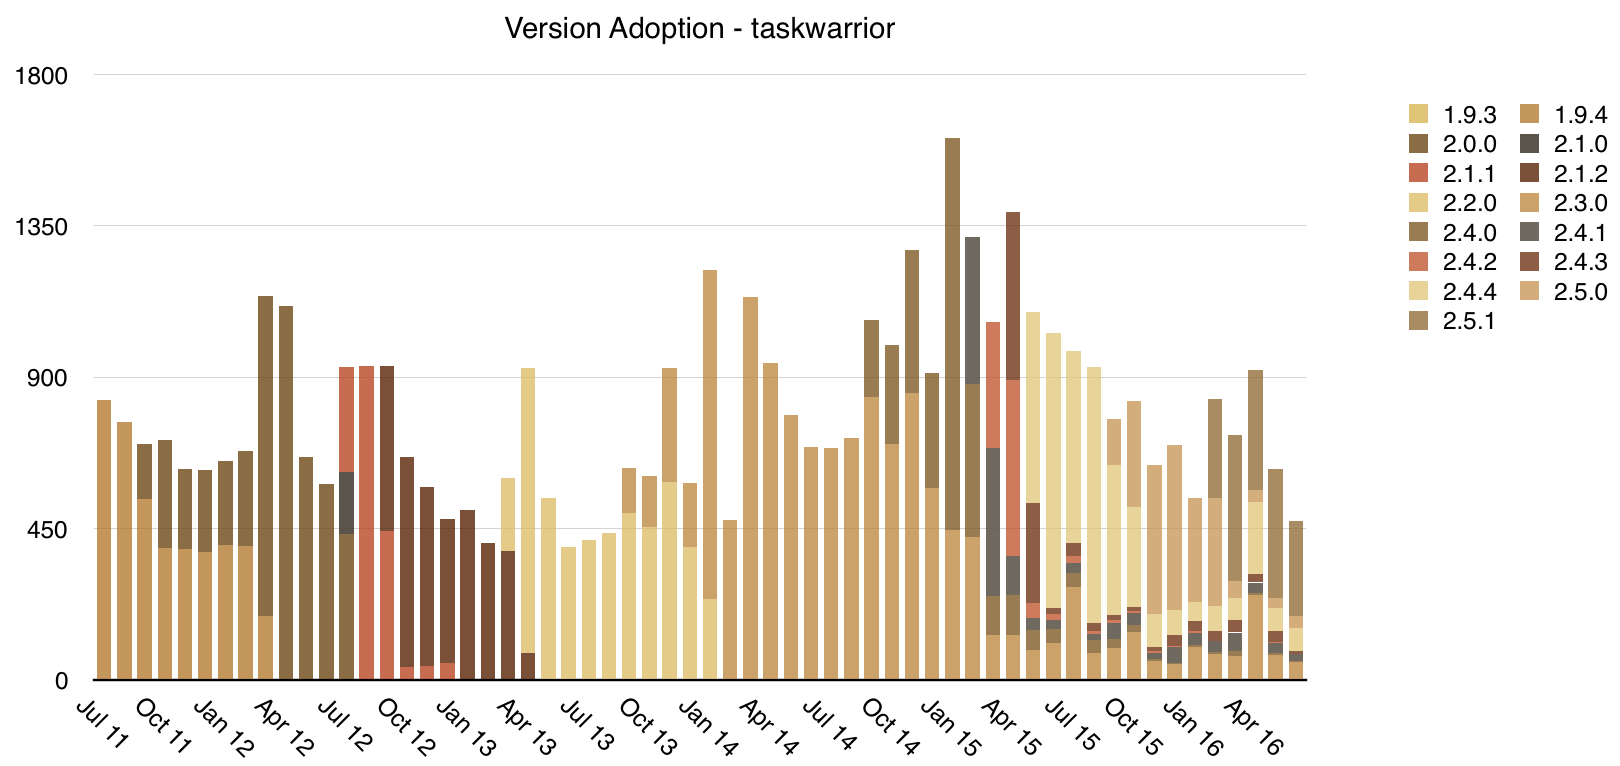 Version Adoption - taskwarrior
1800
1350
900
450
0
Jul 11
Oct 11
Jan 12
Apr 12
Jul 12
Oct 12
Jan 13
Apr 13
Jul 13
Oct 13
Jan 14
Apr 14
Jul 14
Oct 14
Jan 15
Apr 15
Jul 15
Oct 15
Jan 16
Apr 16
1.9.3 1.9.4
2.0.0 2.1.0
2.1.1 2.1.2
2.2.0 2.3.0
2.4.0 2.4.1
2.4.2 2.4.3
2.4.4 2.5.0
2.5.1